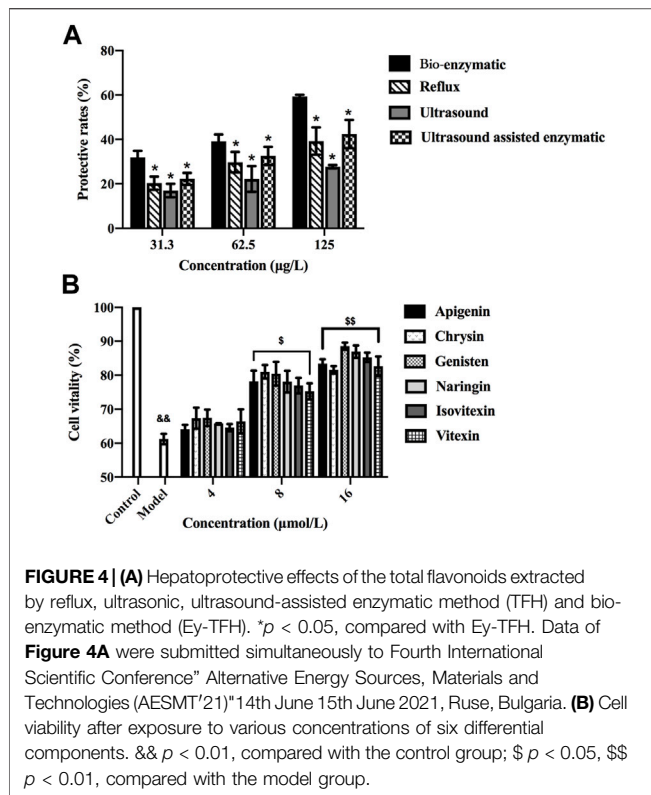 A
Protective rates (%)
80
60
40
20
0
* * *
* * *
* * *
31.3 62.5 125
Concentration (µg/L)
Bio-enzymatic
Reflux
Ultrasound
Ultrasound assisted enzymatic
B
Cell vitality (%)
100
90
80
70
60
50
&&
$
$$
Control Model 4 8 16
Concentration (µmol/L)
Apigenin
Chrysin
Genisten
Naringin
Isovitexin
Vitexin
FIGURE 4 | (A) Hepatoprotective effects of the total flavonoids extracted
by reflux, ultrasonic, ultrasound-assisted enzymatic method (TFH) and bio-
enzymatic method (Ey-TFH). *p < 0.05, compared with Ey-TFH. Data of
Figure 4A were submitted simultaneously to Fourth International
Scientific Conference” Alternative Energy Sources, Materials and
Technologies (AESMT′21)"14th June 15th June 2021, Ruse, Bulgaria. (B) Cell
viability after exposure to various concentrations of six differential
components. && p < 0.01, compared with the control group; $ p < 0.05, $$
p < 0.01, compared with the model group.